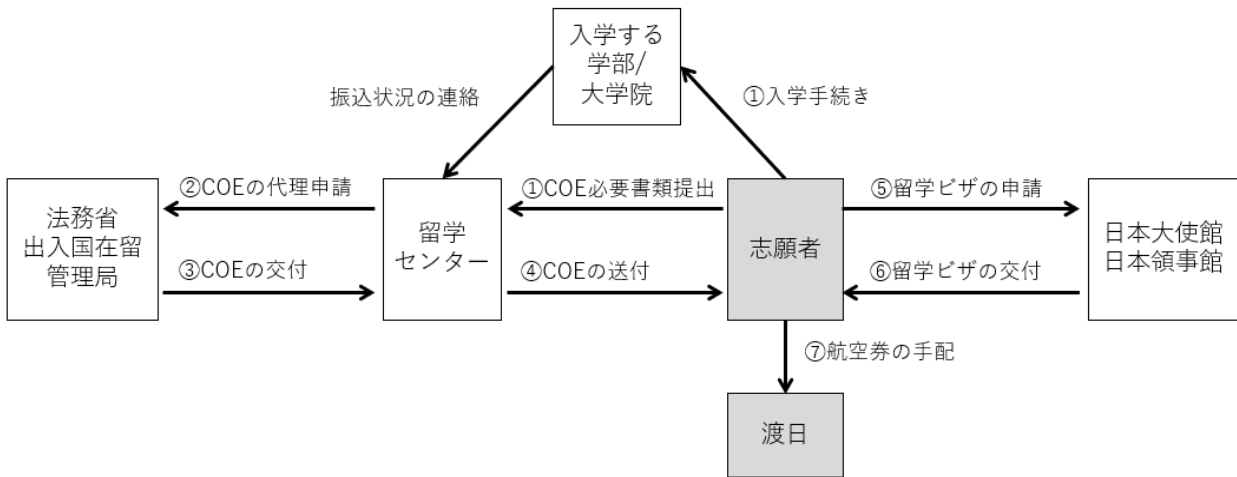 入学する
学部/
大学院
振込状況の連絡
①入学手続き
②COEの代理申請
①COE必要書類提出
⑤留学ビザの申請
法務省
出入国在留
管理局
留学
センター
志願者
日本大使館
日本領事館
③COEの交付
④COEの送付
⑥留学ビザの交付
⑦航空券の手配
渡日